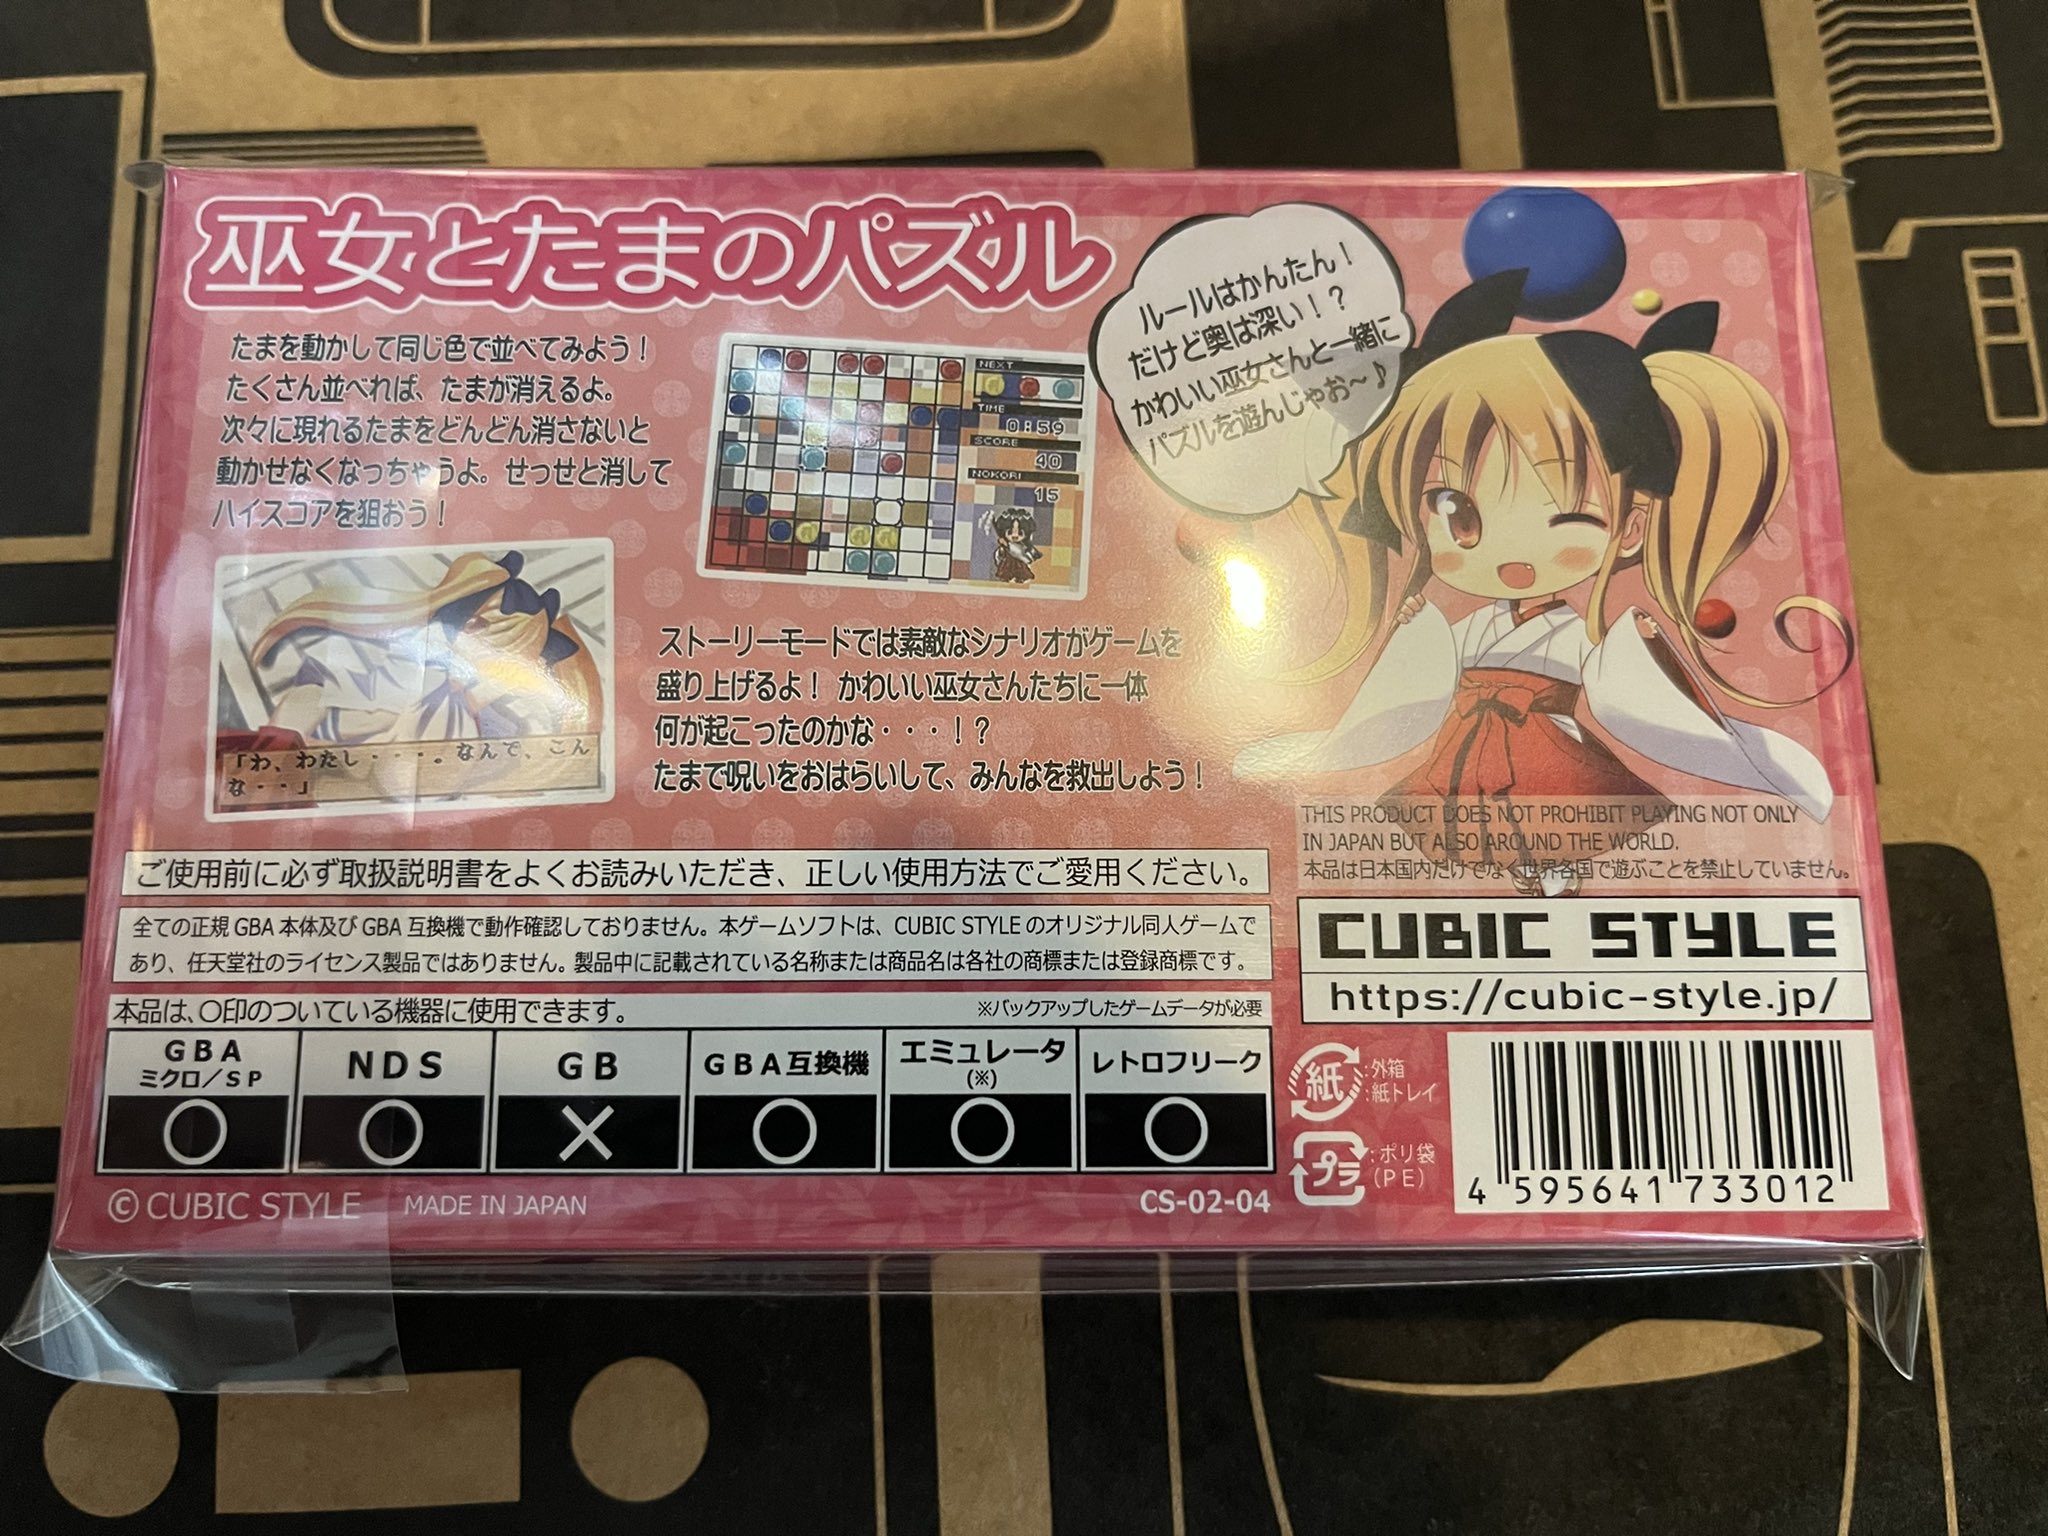 巫女とたまのパズル
たまを動かして同じ色で並べてみよう！
たくさん並べれば、たまが消えるよ。
次々に現れるたまをどんどん消さないと
動かせなくなっちゃうよ。せっせと消して
ハイスコアを狙おう！
NEXT
TIME
0:59
SCORE
40
NOKORI
15
ルールはかんたん！
だけど奥は深い！？
かわいい巫女さんと一緒に
パズルを遊んじゃお～♪
「わ、わたし・・・。なんで、こん
な・・」
ストーリーモードでは素敵なシナリオがゲームを
盛り上げるよ！ かわいい巫女さんたちに一体
何が起こったのかな・・・！？
たまで呪いをおはらいして、みんなを救出しよう！
THIS PRODUCT DOES NOT PROHIBIT PLAYING NOT ONLY
IN JAPAN BUT ALSO AROUND THE WORLD.
本品は日本国内だけでなく世界各国で遊ぶことを禁止していません。
ご使用前に必ず取扱説明書をよくお読みいただき、正しい使用方法でご愛用ください。
全ての正規 GBA 本体及び GBA 互換機で動作確認しておりません。本ゲームソフトは、CUBIC STYLE のオリジナル同人ゲームで
あり、任天堂社のライセンス製品ではありません。製品中に記載されている名称または商品名は各社の商標または登録商標です。
本品は、〇印のついている機器に使用できます。 ※バックアップしたゲームデータが必要
GBA
ミクロ／SP
NDS
GB
GBA互換機
エミュレータ
(※)
レトロフリーク
○ ○ × ○ ○ ○
CUBIC STYLE
https://cubic-style.jp/
紙 :外箱
:紙トレイ
プラ :ポリ袋
(PE)
4 595641 733012
© CUBIC STYLE MADE IN JAPAN CS-02-04